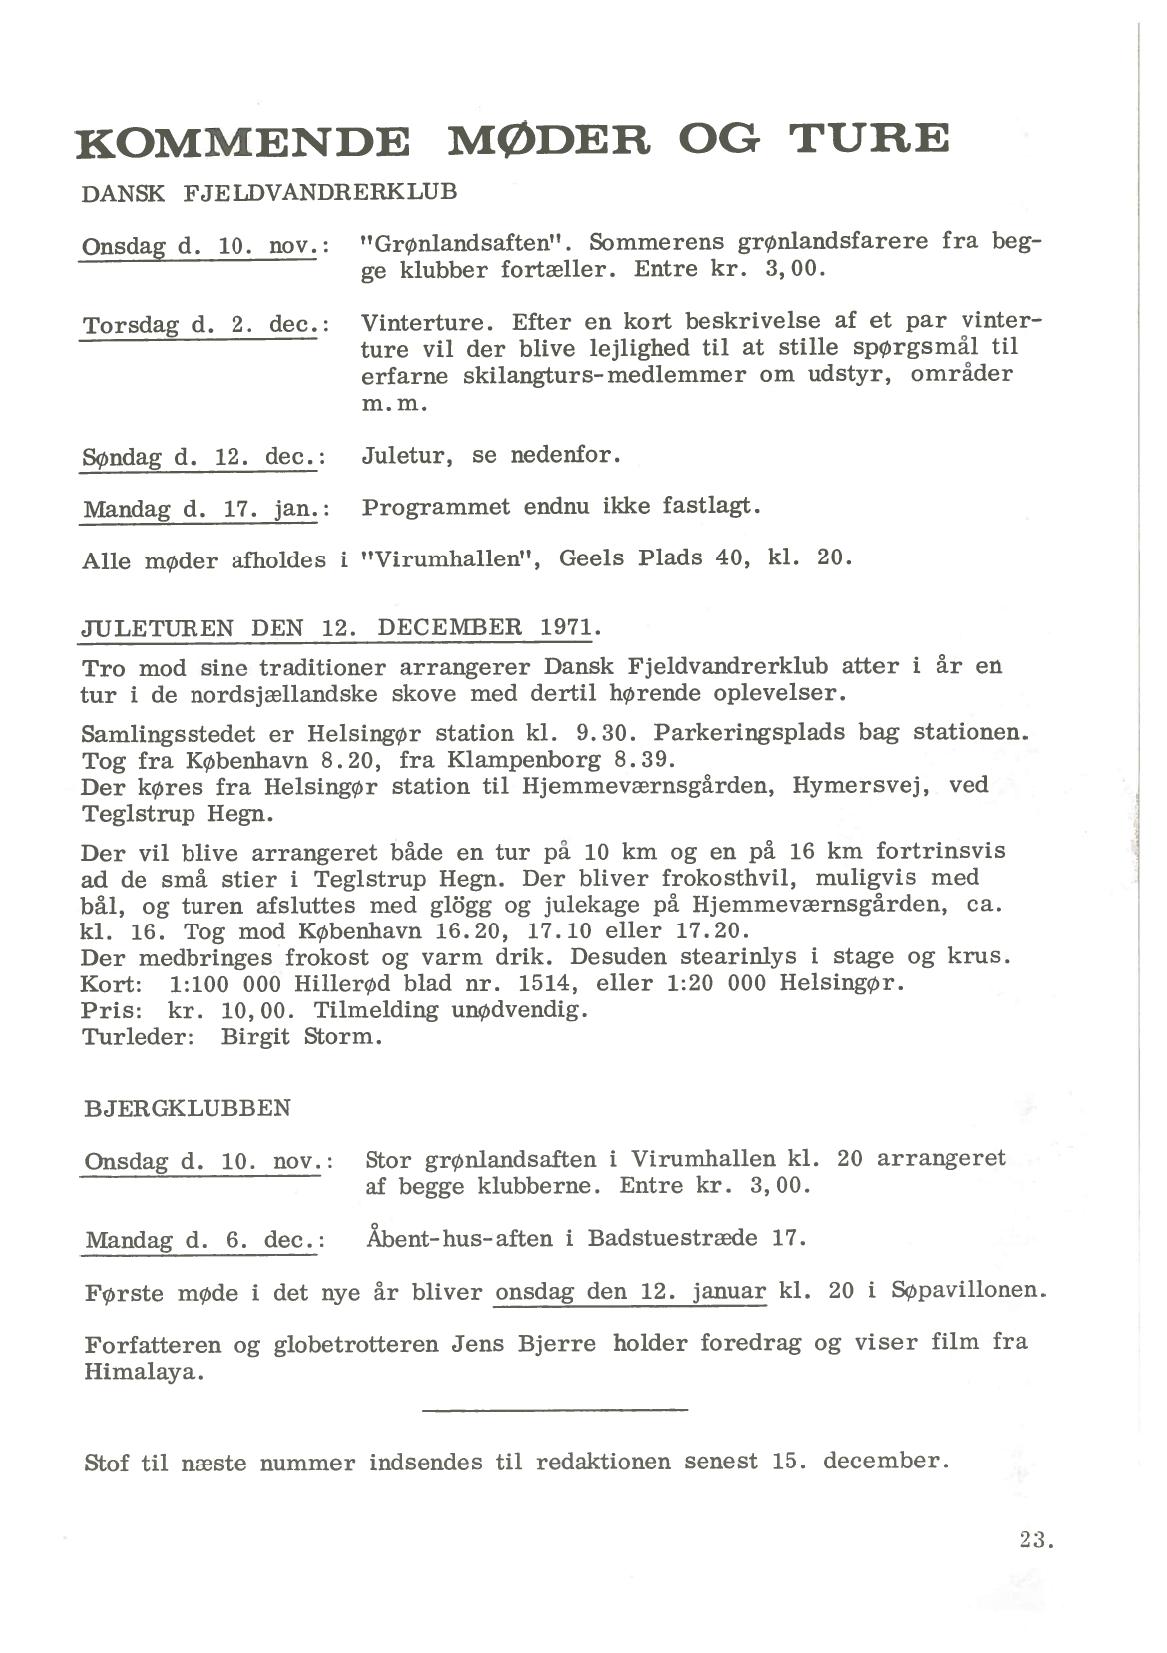 KOMMENDE MØDER OG TURE
DANSK FJELDVANDRERKLUB
Onsdag d. 10. nov.: "Grønlandsaften". Sommerens grønlandsfarere fra beg-
ge klubber fortæller. Entre kr. 3,00.
Torsdag d. 2. dec.: Vinterture. Efter en kort beskrivelse af et par vinter-
ture vil der blive lejlighed til at stille spørgsmål til
erfarne skilangturs-medlemmer om udstyr, områder
m.m.
Søndag d. 12. dec.: Juletur, se nedenfor.
Mandag d. 17. jan.: Programmet endnu ikke fastlagt.
Alle møder afholdes i "Virumhallen", Geels Plads 40, kl. 20.
JULETUREN DEN 12. DECEMBER 1971.
Tro mod sine traditioner arrangerer Dansk Fjeldvandrerklub atter i år en
tur i de nordsjællandske skove med dertil hørende oplevelser.
Samlingsstedet er Helsingør station kl. 9.30. Parkeringsplads bag stationen.
Tog fra København 8.20, fra Klampenborg 8.39.
Der køres fra Helsingør station til Hjemmeværnsgården, Hymersvej, ved
Teglstrup Hegn.
Der vil blive arrangeret både en tur på 10 km og en på 16 km fortrinsvis
ad de små stier i Teglstrup Hegn. Der bliver frokosthvil, muligvis med
bål, og turen afsluttes med glögg og julekage på Hjemmeværnsgården, ca.
kl. 16. Tog mod København 16.20, 17.10 eller 17.20.
Der medbringes frokost og varm drik. Desuden stearinlys i stage og krus.
Kort: 1:100 000 Hillerød blad nr. 1514, eller 1:20 000 Helsingør.
Pris: kr. 10,00. Tilmelding unødvendig.
Turleder: Birgit Storm.
BJERGKLUBBEN
Onsdag d. 10. nov.: Stor grønlandsaften i Virumhallen kl. 20 arrangeret
af begge klubberne. Entre kr. 3,00.
Mandag d. 6. dec.: Åbent-hus-aften i Badstuestræde 17.
Første møde i det nye år bliver onsdag den 12. januar kl. 20 i Søpavillonen.
Forfatteren og globetrotteren Jens Bjerre holder foredrag og viser film fra
Himalaya.
Stof til næste nummer indsendes til redaktionen senest 15. december.
23.